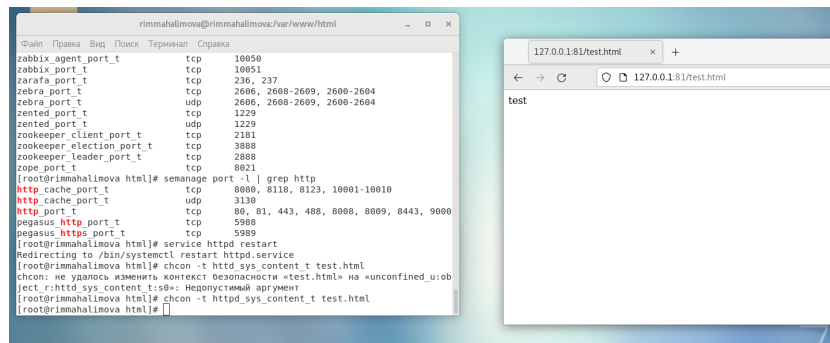 rimmahalimova@rimmahalimova:/var/www/html
Файл Правка Вид Поиск Терминал Справка
zabbix_agent_port_t tcp 10050
zabbix_port_t tcp 10051
zarafa_port_t tcp 236, 237
zebra_port_t tcp 2606, 2608-2609, 2600-2604
zebra_port_t udp 2606, 2608-2609, 2600-2604
zented_port_t tcp 1229
zented_port_t udp 1229
zookeeper_client_port_t tcp 2181
zookeeper_election_port_t tcp 3888
zookeeper_leader_port_t tcp 2888
zope_port_t tcp 8021
[root@rimmahalimova html]# semanage port -l | grep http
http_cache_port_t tcp 8080, 8118, 8123, 10001-10010
http_cache_port_t udp 3130
http_port_t tcp 80, 81, 443, 488, 8008, 8009, 8443, 9000
pegasus_http_port_t tcp 5988
pegasus_https_port_t tcp 5989
[root@rimmahalimova html]# service httpd restart
Redirecting to /bin/systemctl restart httpd.service
[root@rimmahalimova html]# chcon -t httd_sys_content_t test.html
chcon: не удалось изменить контекст безопасности «test.html» на «unconfined_u:ob
ject_r:httd_sys_content_t:s0»: Недопустимый аргумент
[root@rimmahalimova html]# chcon -t httpd_sys_content_t test.html
[root@rimmahalimova html]#
127.0.0.1:81/test.html
127.0.0.1:81/test.html
test